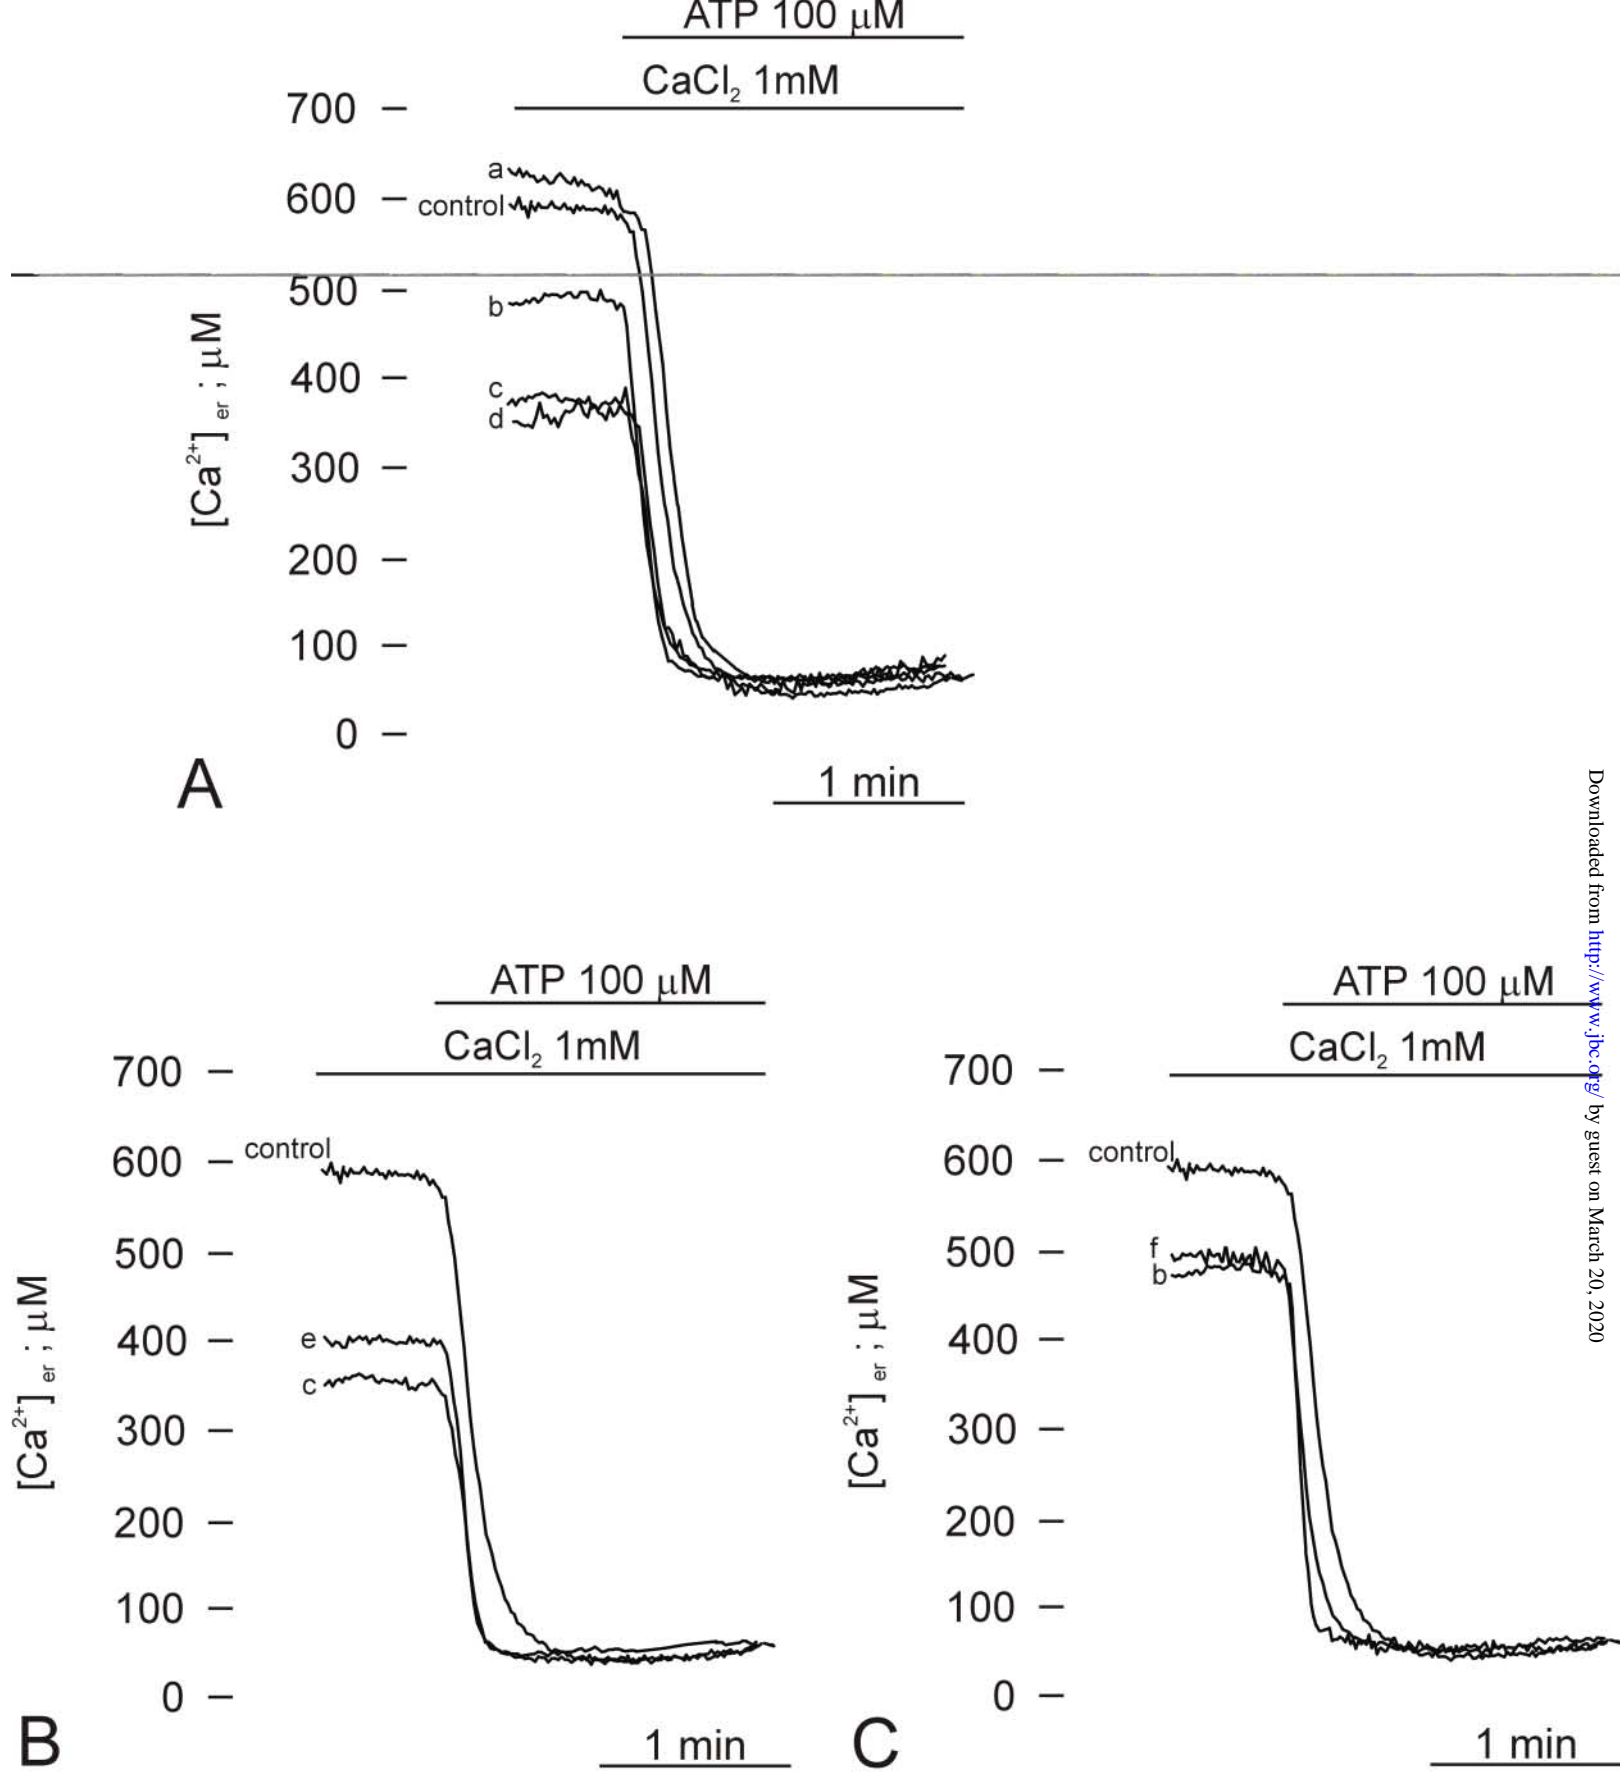 ATP 100 μM
CaCl₂ 1mM
700
a
600
control
500
b
400
c
d
300
200
100
0
[Ca²⁺] er ; μM
1 min
A
ATP 100 μM
CaCl₂ 1mM
700
control
600
500
e
400
c
300
200
100
0
[Ca²⁺] er ; μM
1 min
B
ATP 100 μM
CaCl₂ 1mM
700
control
600
f
500
b
400
300
200
100
0
[Ca²⁺] er ; μM
1 min
C
Downloaded from http://www.jbc.org/ by guest on March 20, 2020